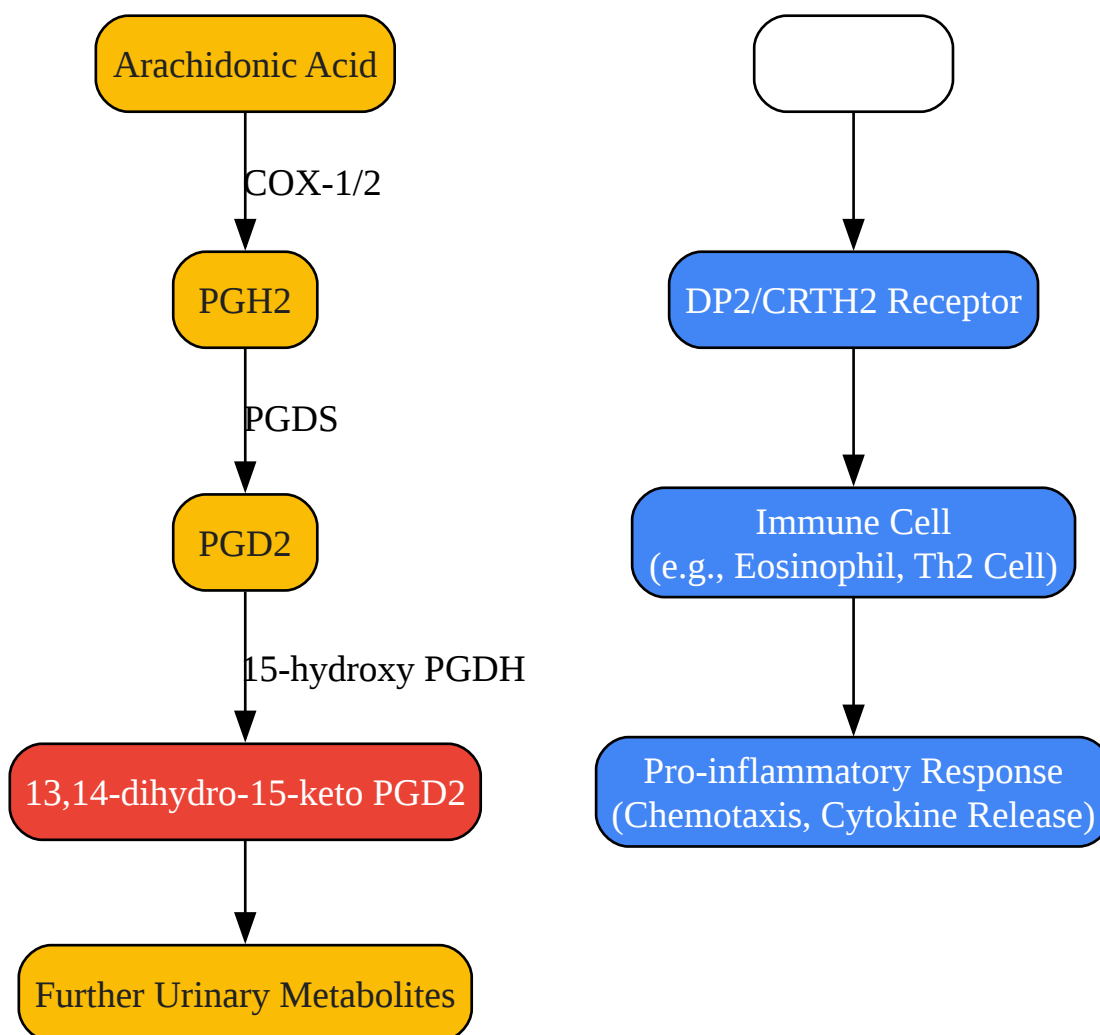 Arachidonic Acid
COX-1/2
PGH2
PGDS
PGD2
15-hydroxy PGDH
13,14-dihydro-15-keto PGD2
Further Urinary Metabolites
DP2/CRTH2 Receptor
Immune Cell
(e.g., Eosinophil, Th2 Cell)
Pro-inflammatory Response
(Chemotaxis, Cytokine Release)